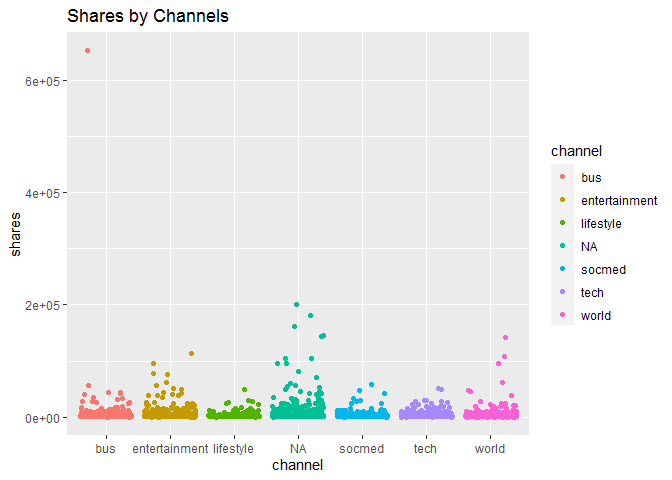 Shares by Channels
6e+05
4e+05
2e+05
0e+00
shares
bus entertainment lifestyle NA socmed tech world
channel
channel
bus
entertainment
lifestyle
NA
socmed
tech
world